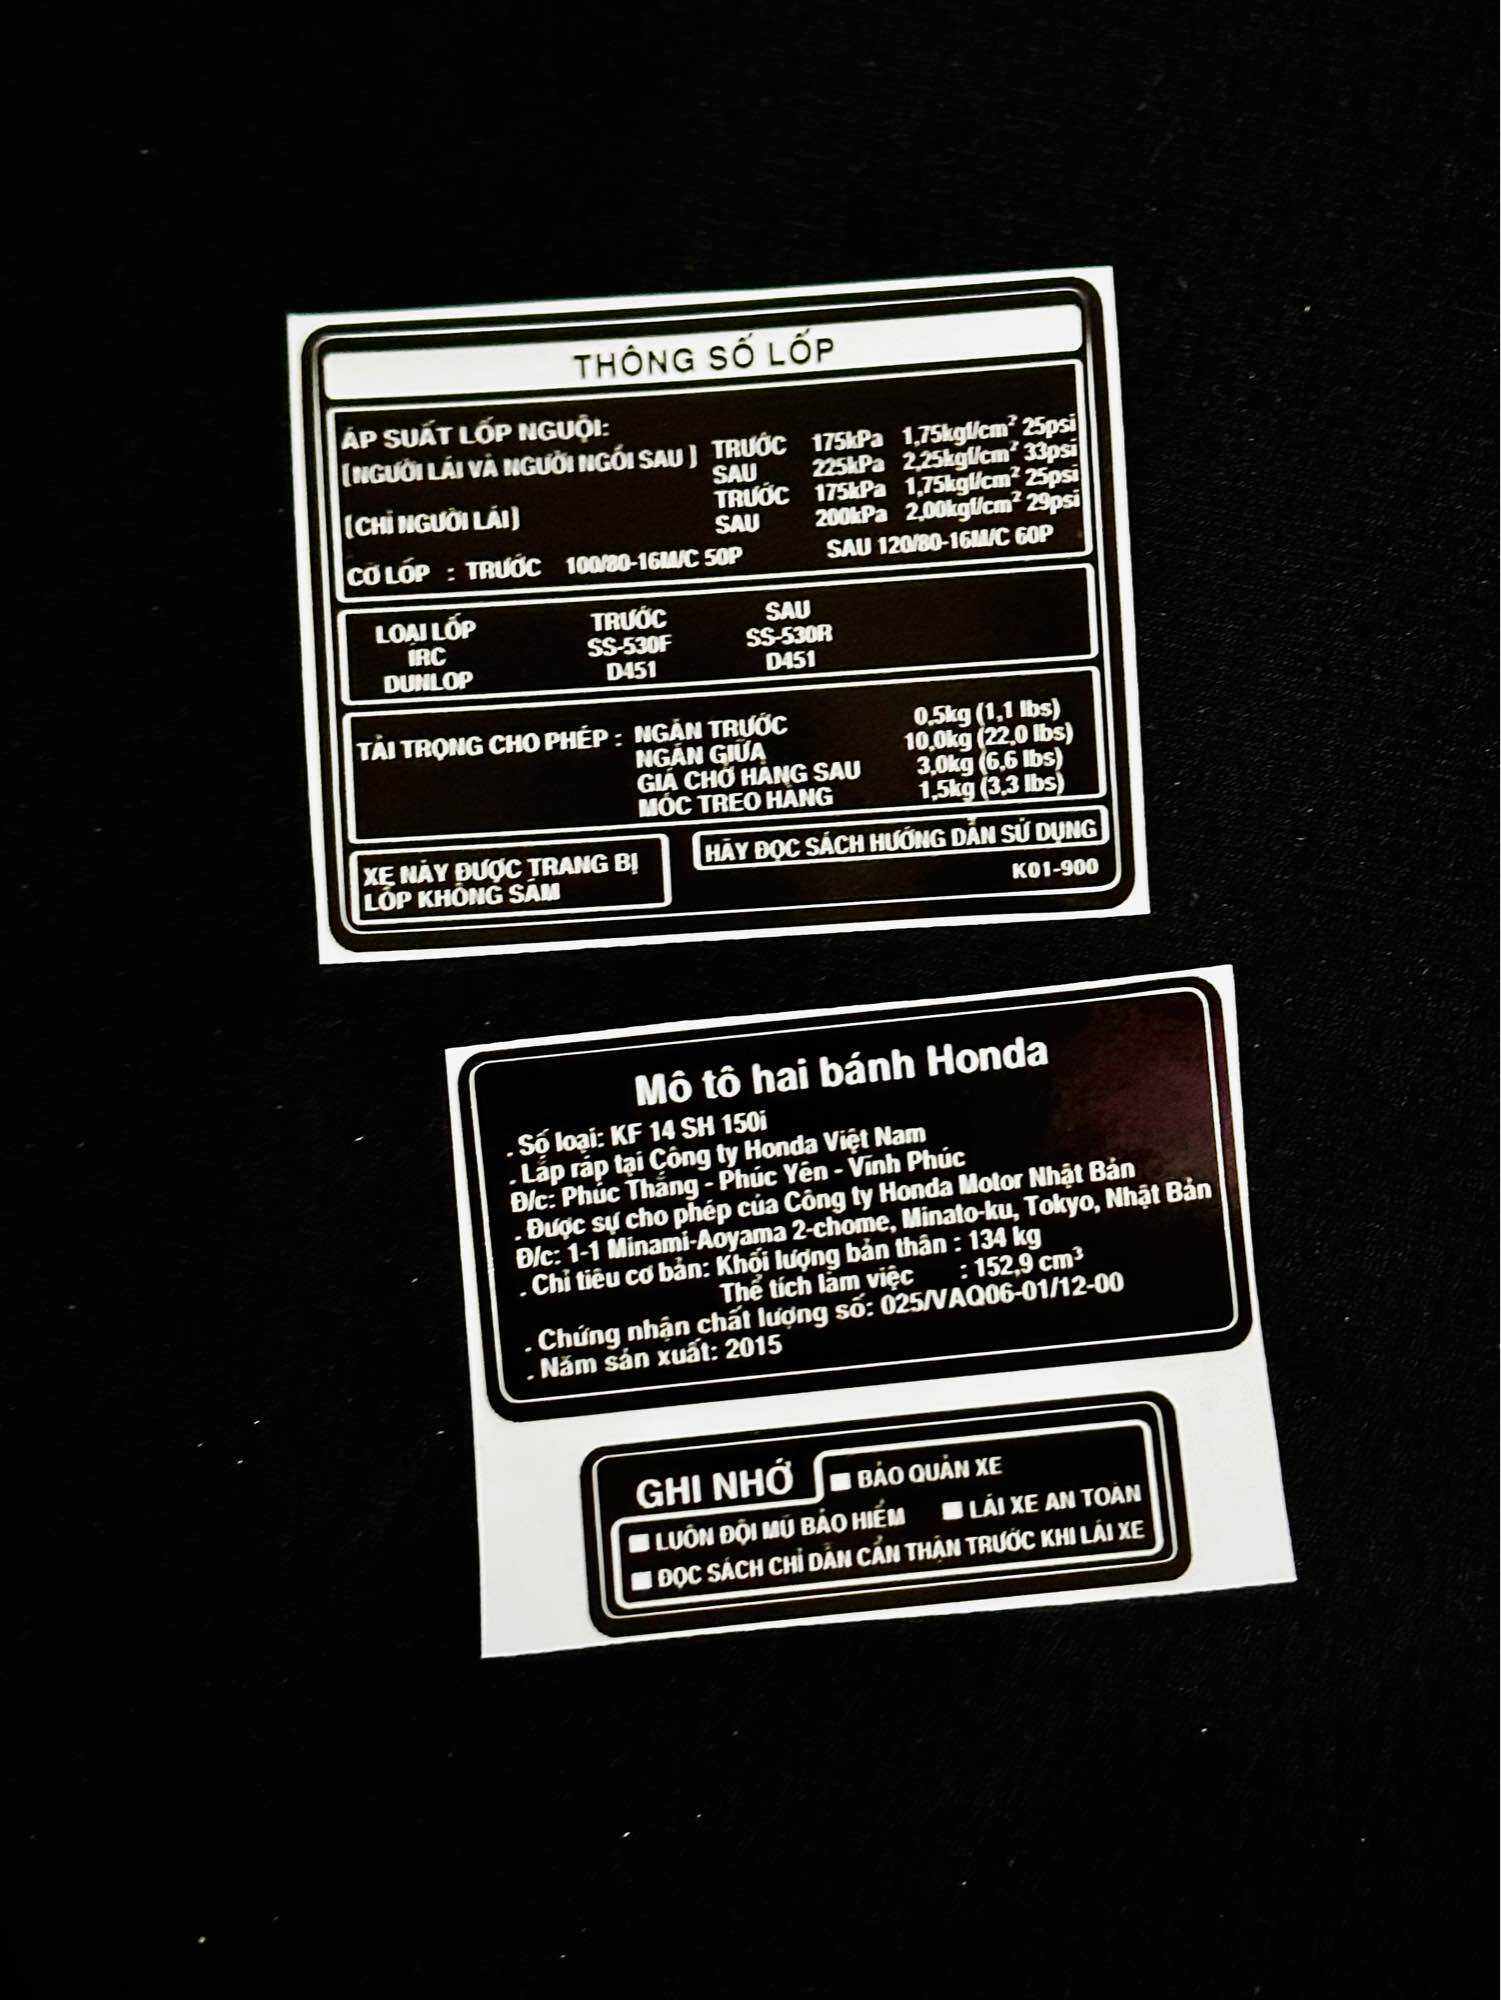 THÔNG SỐ LỐP
ÁP SUẤT LỐP NGUỘI:
[NGƯỜI LÁI VÀ NGƯỜI NGỒI SAU] TRƯỚC 175kPa 1,75kgf/cm² 25psi
SAU 225kPa 2,25kgf/cm² 33psi
[CHỈ NGƯỜI LÁI] TRƯỚC 175kPa 1,75kgf/cm² 25psi
SAU 200kPa 2,00kgf/cm² 29psi
CỠ LỐP : TRƯỚC 100/80-16M/C 50P SAU 120/80-16M/C 60P
LOẠI LỐP TRƯỚC SAU
IRC SS-530F SS-530R
DUNLOP D451 D451
TẢI TRỌNG CHO PHÉP : NGĂN TRƯỚC 0,5kg (1,1 lbs)
NGĂN GIỮA 10,0kg (22,0 lbs)
GIÁ CHỞ HÀNG SAU 3,0kg (6,6 lbs)
MÓC TREO HÀNG 1,5kg (3,3 lbs)
XE NÀY ĐƯỢC TRANG BỊ
LỐP KHÔNG SĂM
HÃY ĐỌC SÁCH HƯỚNG DẪN SỬ DỤNG
K01-900
Mô tô hai bánh Honda
. Số loại: KF 14 SH 150i
. Lắp ráp tại Công ty Honda Việt Nam
Đ/c: Phúc Thắng - Phúc Yên - Vĩnh Phúc
. Được sự cho phép của Công ty Honda Motor Nhật Bản
Đ/c: 1-1 Minami-Aoyama 2-chome, Minato-ku, Tokyo, Nhật Bản
. Chỉ tiêu cơ bản: Khối lượng bản thân : 134 kg
Thể tích làm việc : 152,9 cm³
. Chứng nhận chất lượng số: 025/VAQ06-01/12-00
. Năm sản xuất: 2015
GHI NHỚ ■ BẢO QUẢN XE
■ LUÔN ĐỘI MŨ BẢO HIỂM ■ LÁI XE AN TOÀN
■ ĐỌC SÁCH CHỈ DẪN CẨN THẬN TRƯỚC KHI LÁI XE